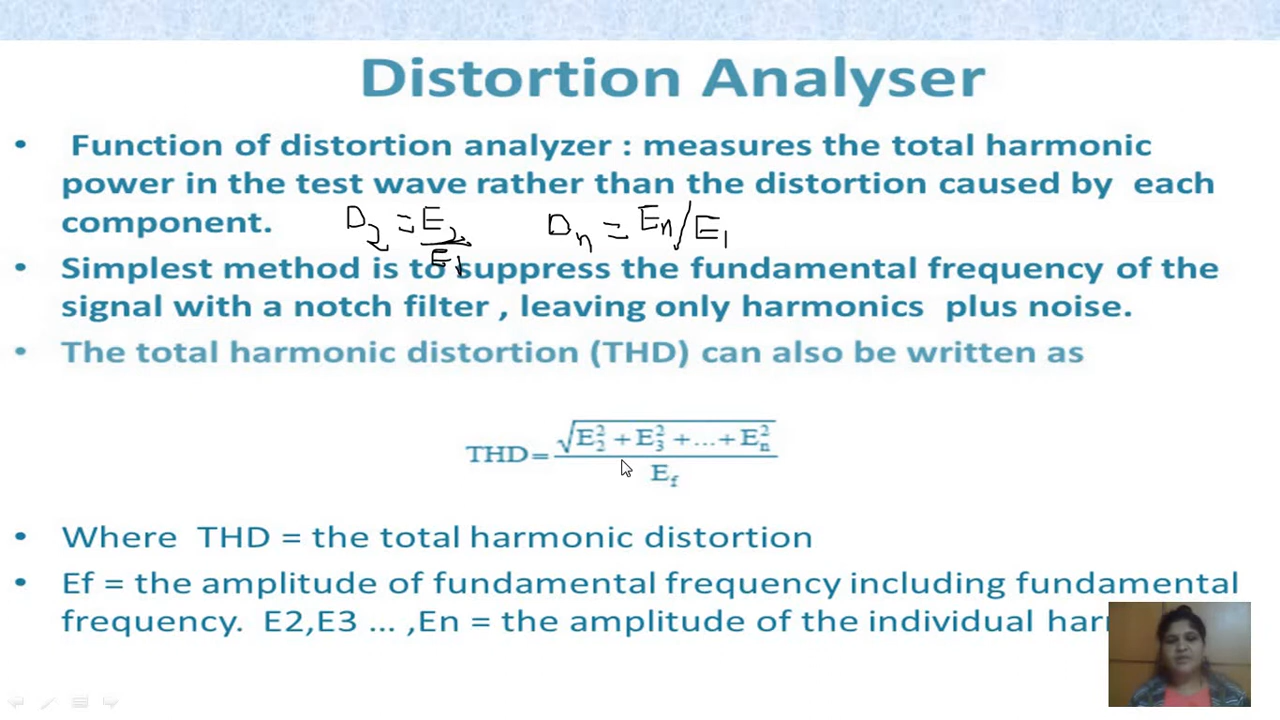 Distortion Analyser
• Function of distortion analyzer : measures the total harmonic
power in the test wave rather than the distortion caused by each
component.
D2 = E2/E1 Dn = En/E1
• Simplest method is to suppress the fundamental frequency of the
signal with a notch filter , leaving only harmonics plus noise.
• The total harmonic distortion (THD) can also be written as
THD = √(E₂² + E₃² + ... + Eₙ²) / E_f
• Where THD = the total harmonic distortion
• Ef = the amplitude of fundamental frequency including fundamental
frequency. E2,E3 ... ,En = the amplitude of the individual